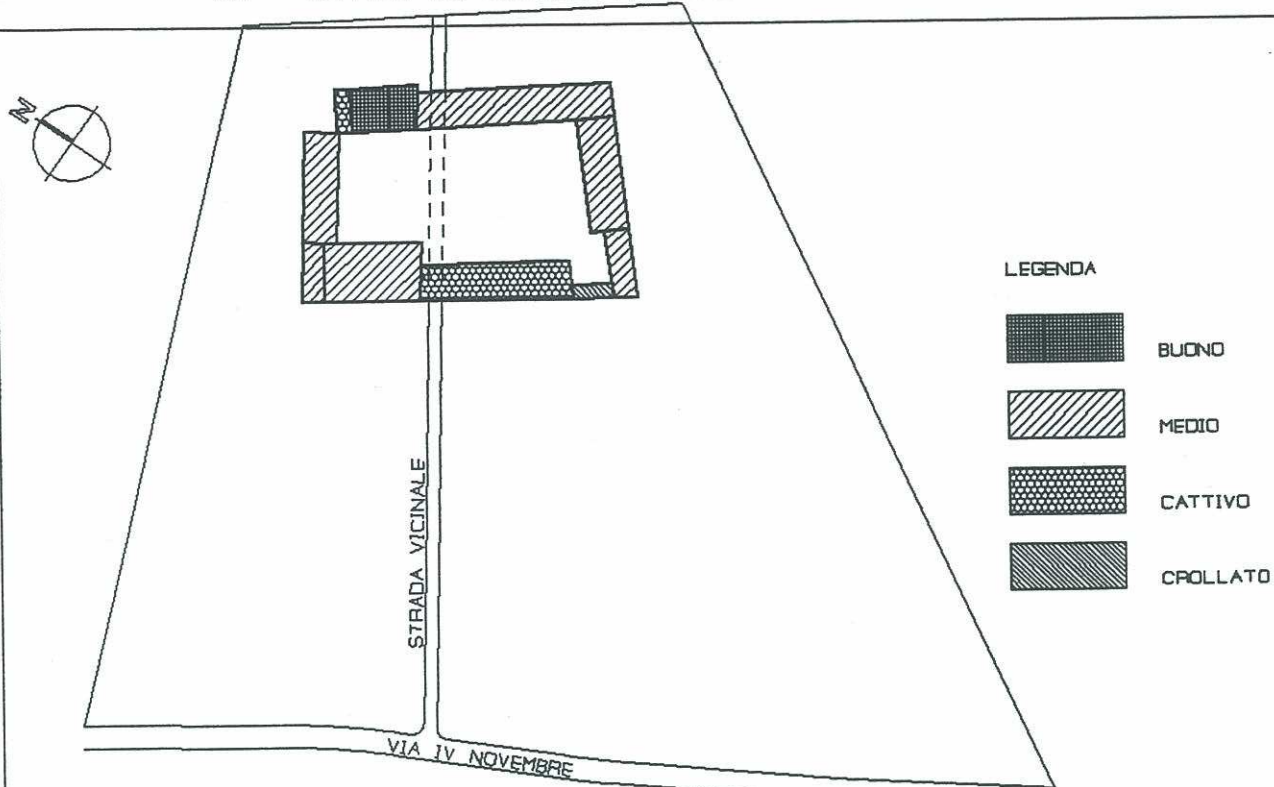 N
LEGENDA
BUONO
MEDIO
CATTIVO
CROLLATO
STRADA VICINALE
VIA IV NOVEMBRE